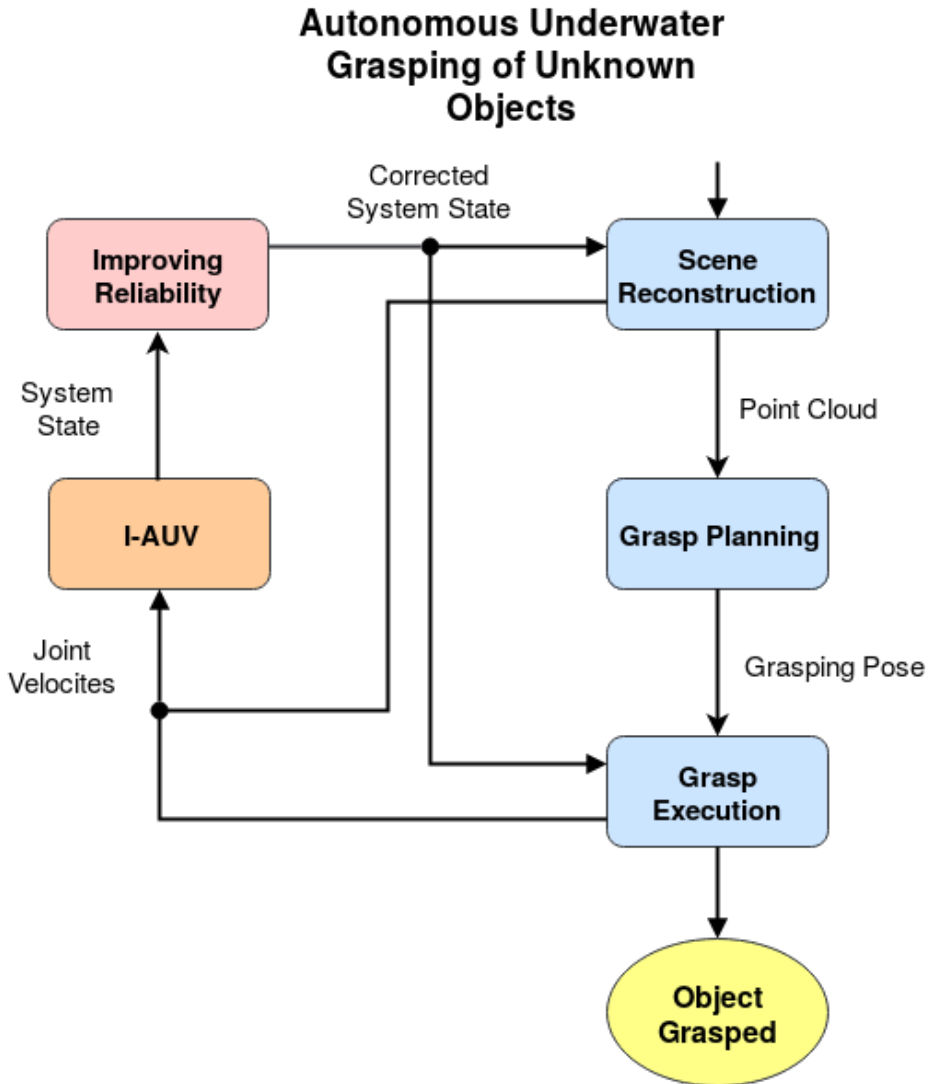 Autonomous Underwater
Grasping of Unknown
Objects
Corrected
System State
Improving
Reliability
Scene
Reconstruction
System
State
Point Cloud
I-AUV
Grasp Planning
Joint
Velocites
Grasping Pose
Grasp
Execution
Object
Grasped